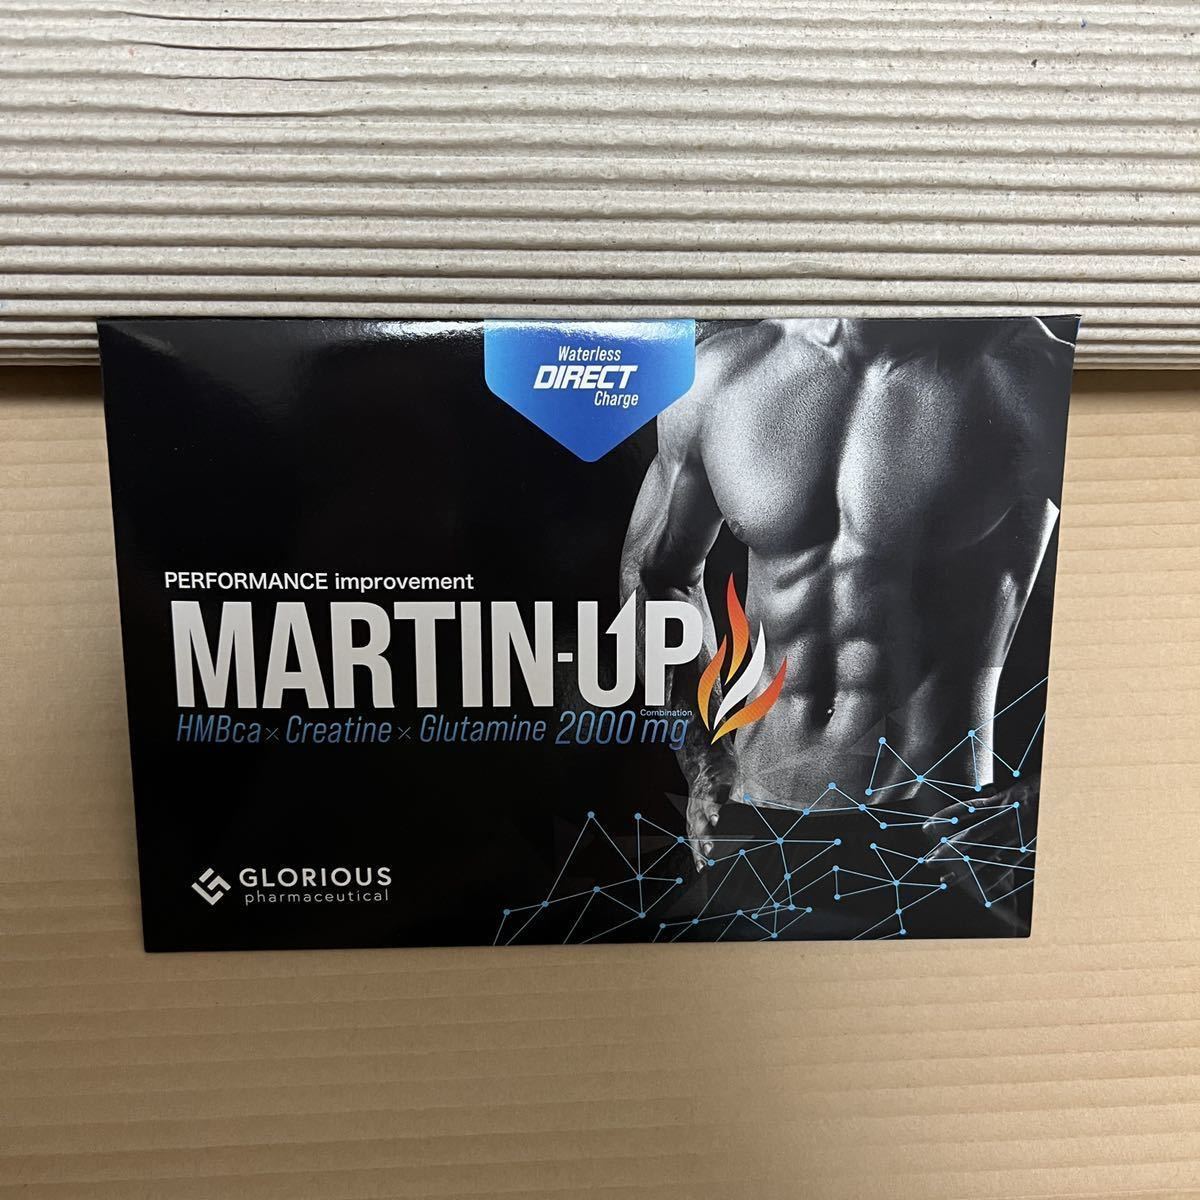 Waterless
DIRECT
Charge
PERFORMANCE improvement
MARTIN-UP
HMBca×Creatine×Glutamine Combination 2000mg
GLORIOUS
pharmaceutical